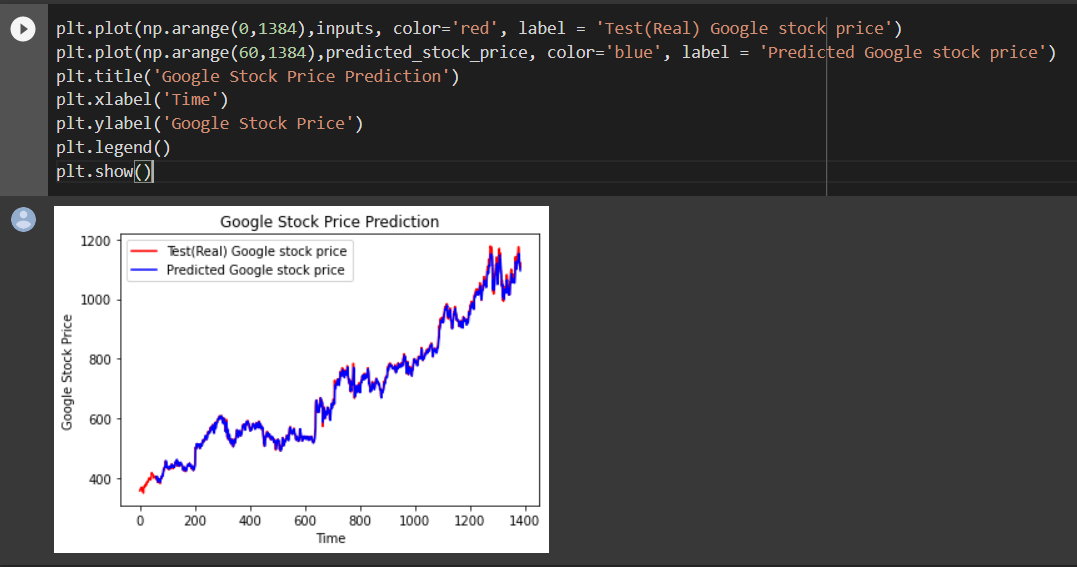 plt.plot(np.arange(0,1384),inputs, color='red', label = 'Test(Real) Google stock price')
plt.plot(np.arange(60,1384),predicted_stock_price, color='blue', label = 'Predicted Google stock price')
plt.title('Google Stock Price Prediction')
plt.xlabel('Time')
plt.ylabel('Google Stock Price')
plt.legend()
plt.show()
Google Stock Price Prediction
Test(Real) Google stock price
Predicted Google stock price
Google Stock Price
1200
1000
800
600
400
0 200 400 600 800 1000 1200 1400
Time